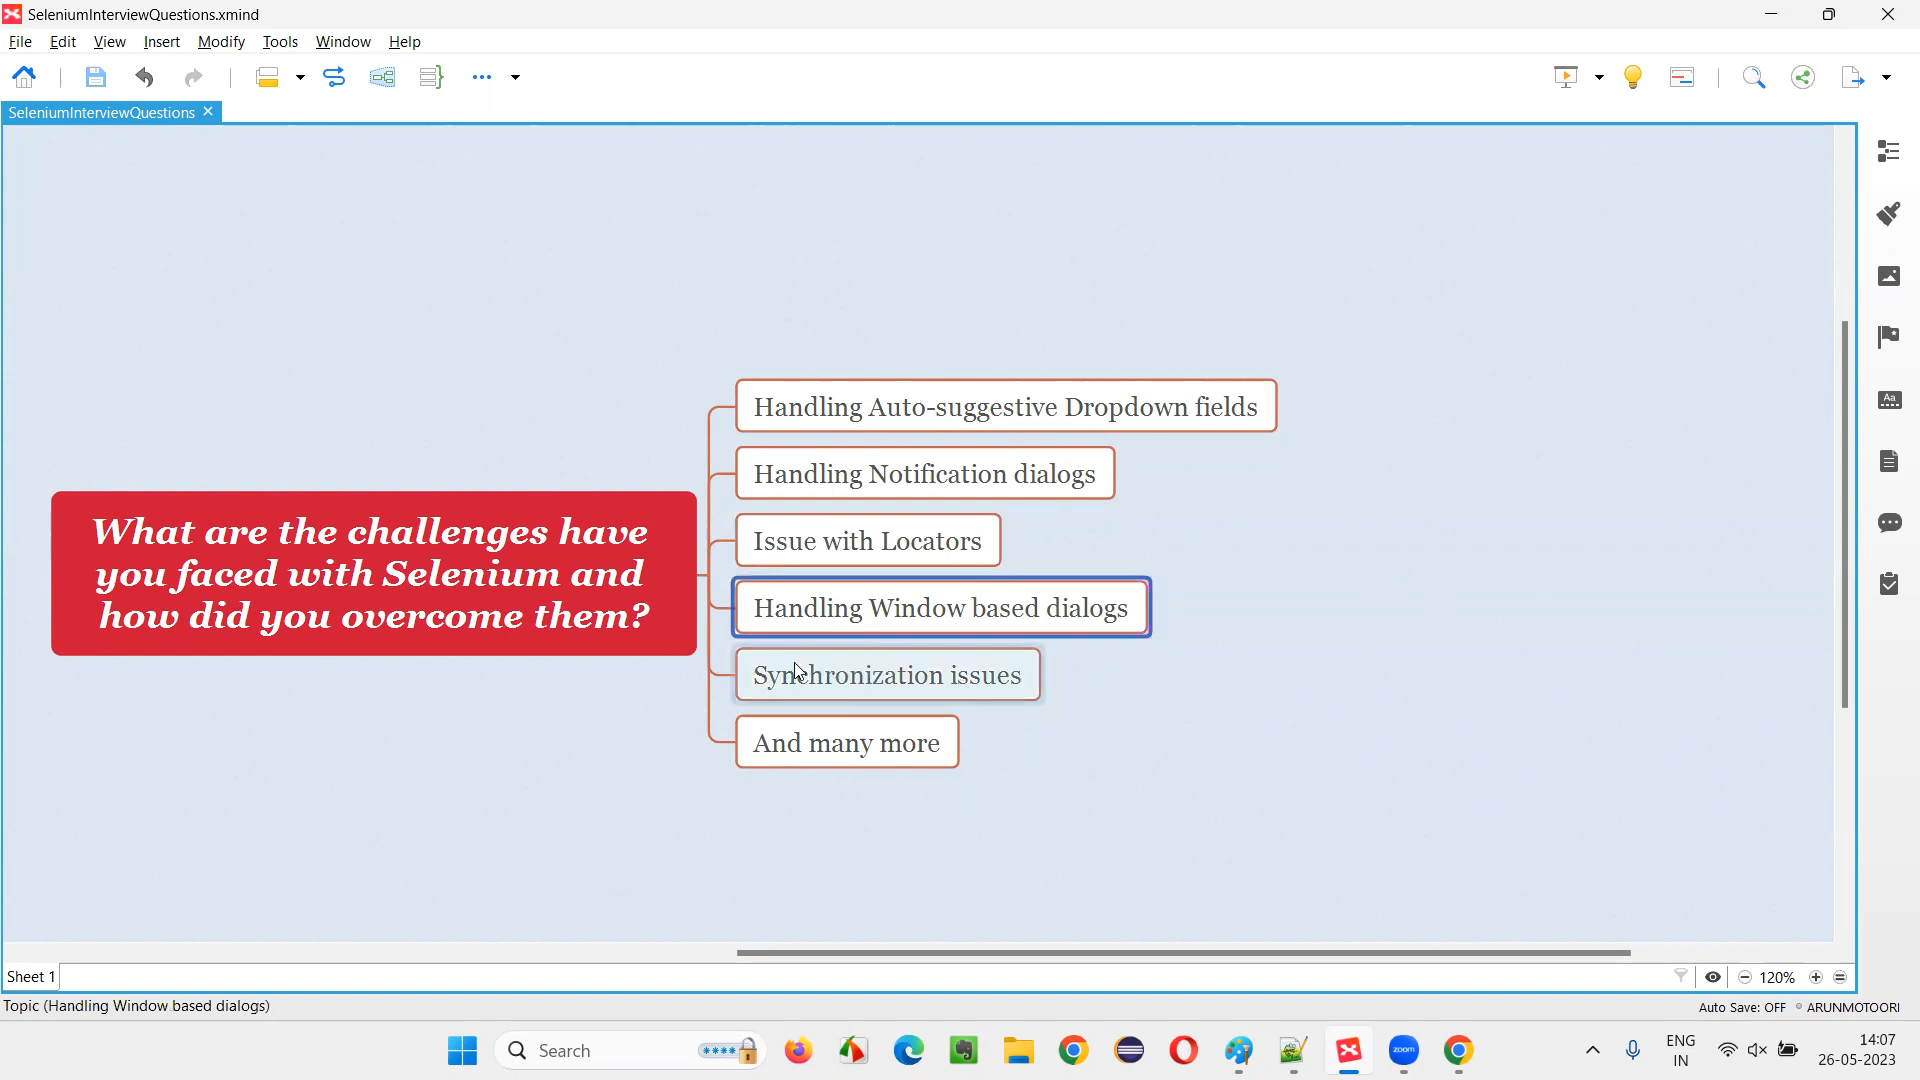 SeleniumInterviewQuestions.xmind
File Edit View Insert Modify Tools Window Help
SeleniumInterviewQuestions
What are the challenges have
you faced with Selenium and
how did you overcome them?
Handling Auto-suggestive Dropdown fields
Handling Notification dialogs
Issue with Locators
Handling Window based dialogs
Synchronization issues
And many more
Aa
Sheet 1
120%
Topic (Handling Window based dialogs)
Auto Save: OFF
ARUNMOTOORI
Search
zoom
ENG
IN
14:07
26-05-2023